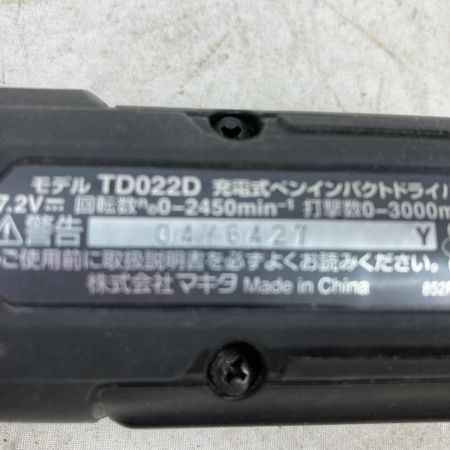 モデル TD022D 充電式ペンインパクトドライバ
7.2V⎓ 回転数n₀0-2450min⁻¹ 打撃数0-3000m
⚠警告 0476427 Y
ご使用前に取扱説明書を必ずよくお読みください。
株式会社マキタ Made in China 852